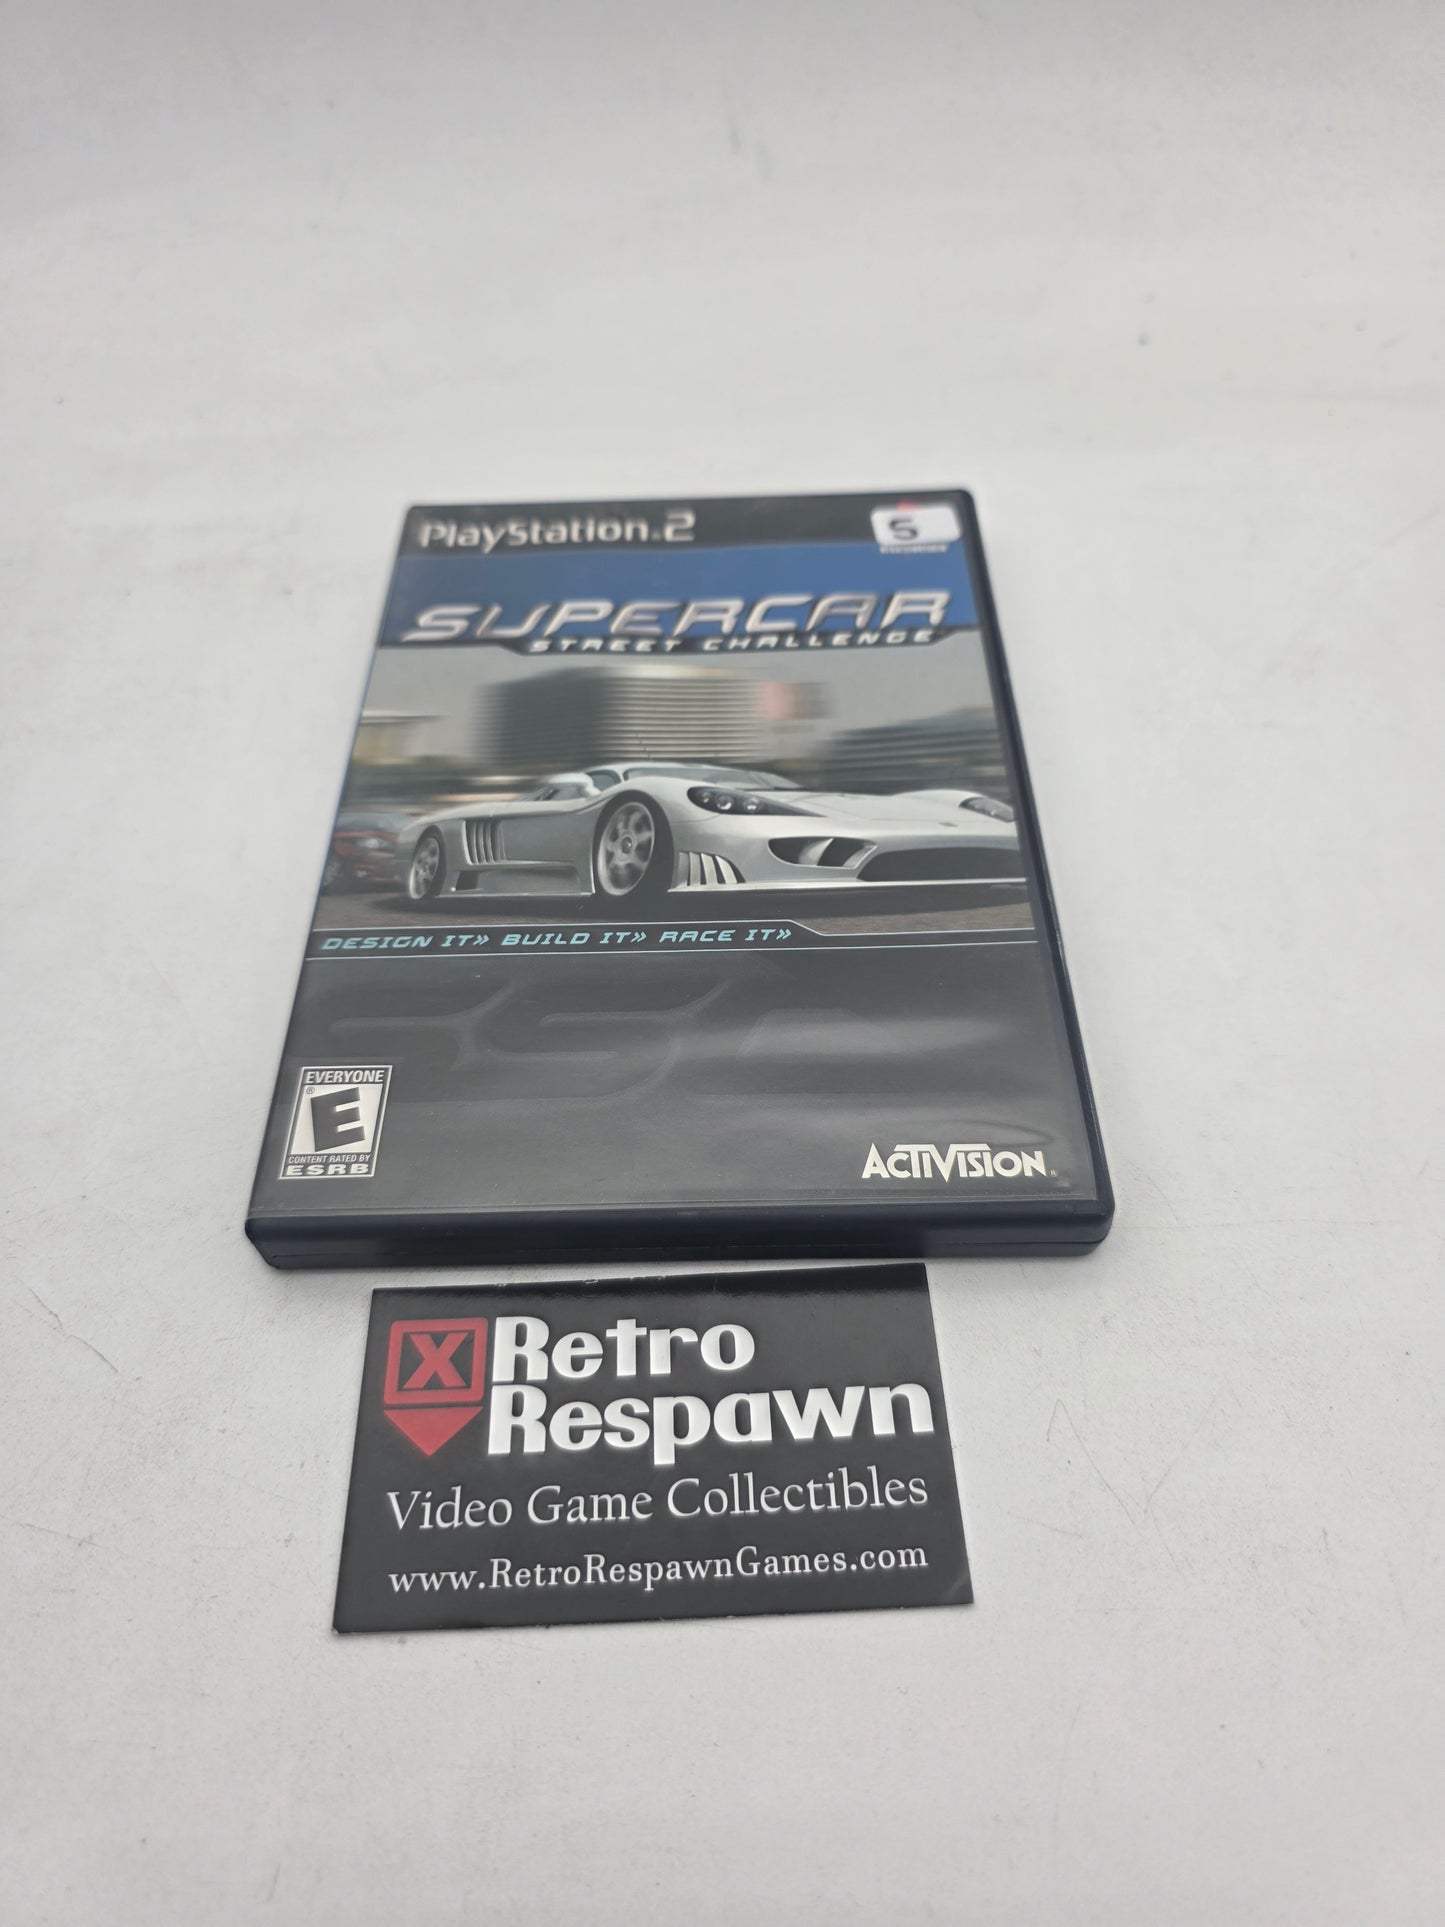 PlayStation.2
S
SUPERCAR
STREET CHALLENGE
DESIGN IT» BUILD IT» RACE IT»
SSC
EVERYONE
®
E
CONTENT RATED BY
ESRB
ACTIVISION
X
Retro
Respawn
Video Game Collectibles
www.RetroRespawnGames.com